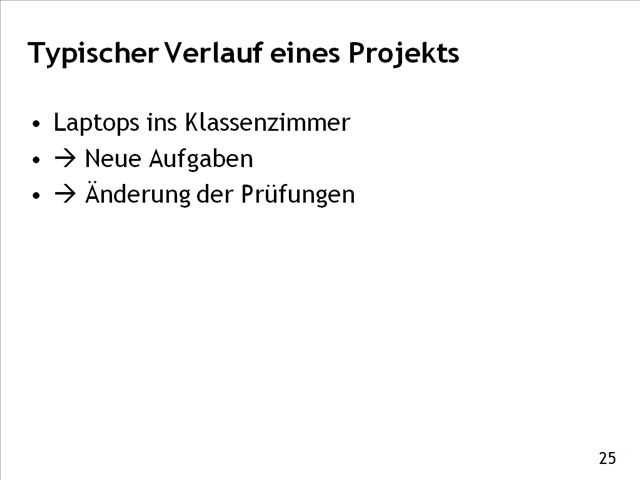 Typischer Verlauf eines Projekts
• Laptops ins Klassenzimmer
• → Neue Aufgaben
• → Änderung der Prüfungen
25